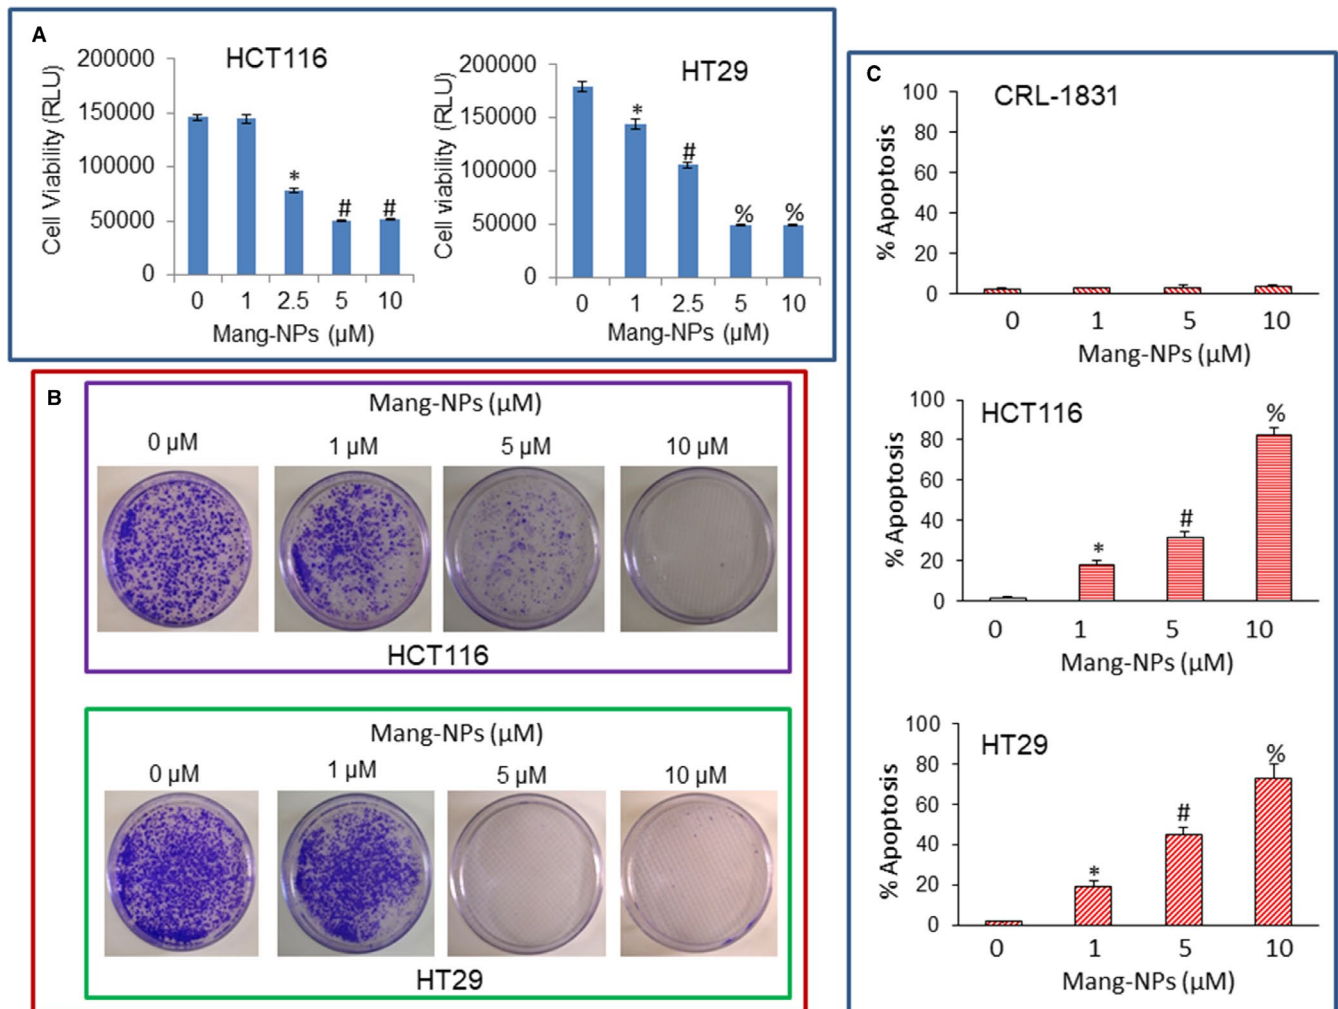 A
HCT116
Cell Viability (RLU)
200000
150000
100000
50000
0
*
#
#
0 1 2.5 5 10
Mang-NPs (µM)
HT29
Cell viability (RLU)
200000
150000
100000
50000
0
*
#
%
%
0 1 2.5 5 10
Mang-NPs (µM)
B
Mang-NPs (µM)
0 µM 1 µM 5 µM 10 µM
HCT116
Mang-NPs (µM)
0 µM 1 µM 5 µM 10 µM
HT29
C
CRL-1831
% Apoptosis
100
80
60
40
20
0
0 1 5 10
Mang-NPs (µM)
HCT116
% Apoptosis
100
80
60
40
20
0
*
#
%
0 1 5 10
Mang-NPs (µM)
HT29
% Apoptosis
100
80
60
40
20
0
*
#
%
0 1 5 10
Mang-NPs (µM)